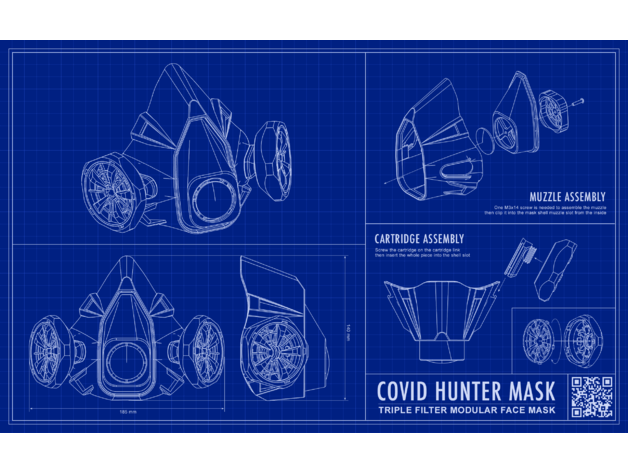 MUZZLE ASSEMBLY
One M3x14 screw is needed to assemble the muzzle
then clip it into the mask shell muzzle slot from the inside
CARTRIDGE ASSEMBLY
Screw the cartridge on the cartridge link
then insert the whole piece into the shell slot
COVID HUNTER MASK
TRIPLE FILTER MODULAR FACE MASK